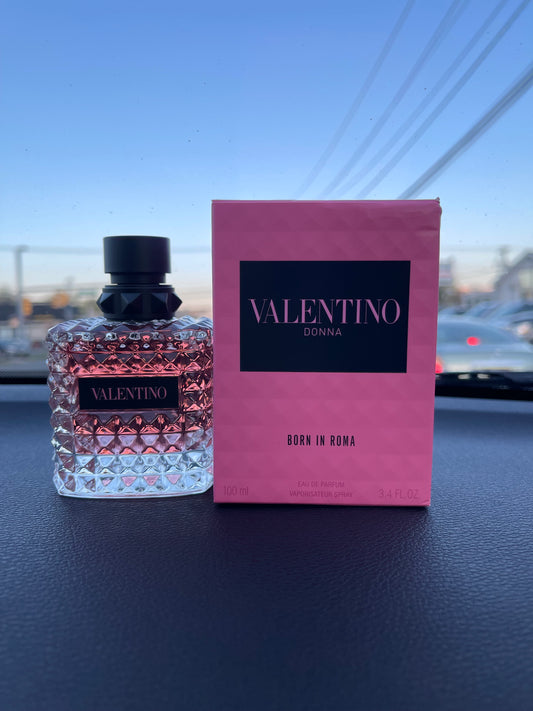 VALENTINO
VALENTINO
DONNA
BORN IN ROMA
EAU DE PARFUM
100 ml VAPORISATEUR SPRAY 3.4 FL.OZ